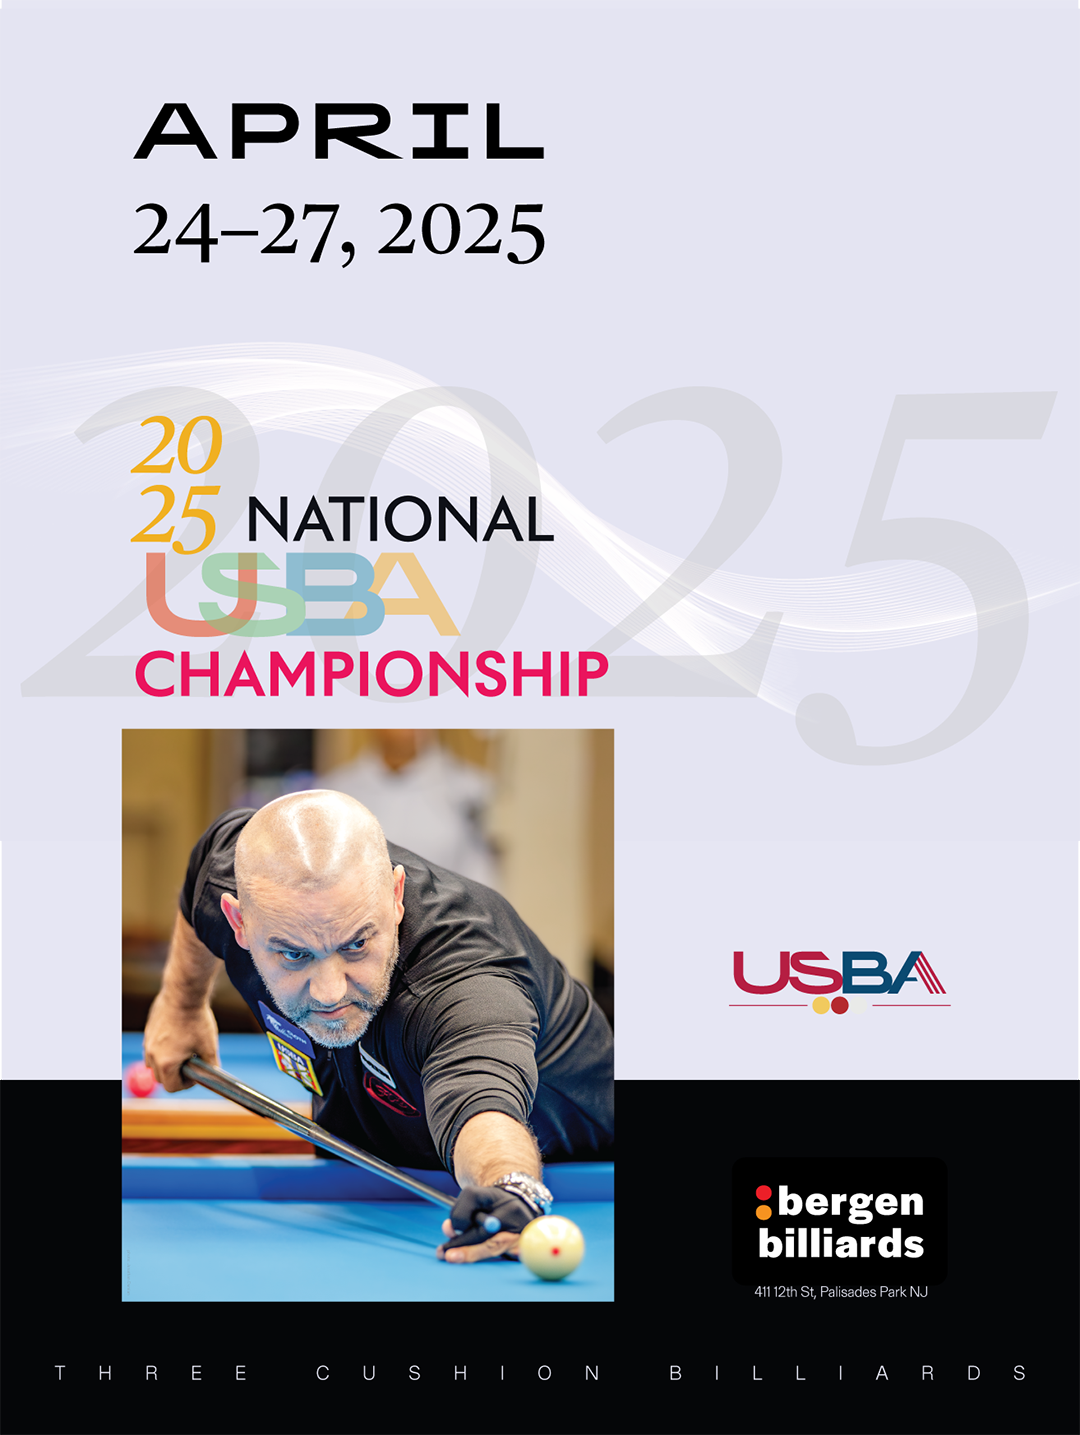 APRIL
24–27, 2025
2025
20
25 NATIONAL
USBA
CHAMPIONSHIP
USBA
USBA
bergen
billiards
411 12th St, Palisades Park NJ
THREE CUSHION BILLIARDS